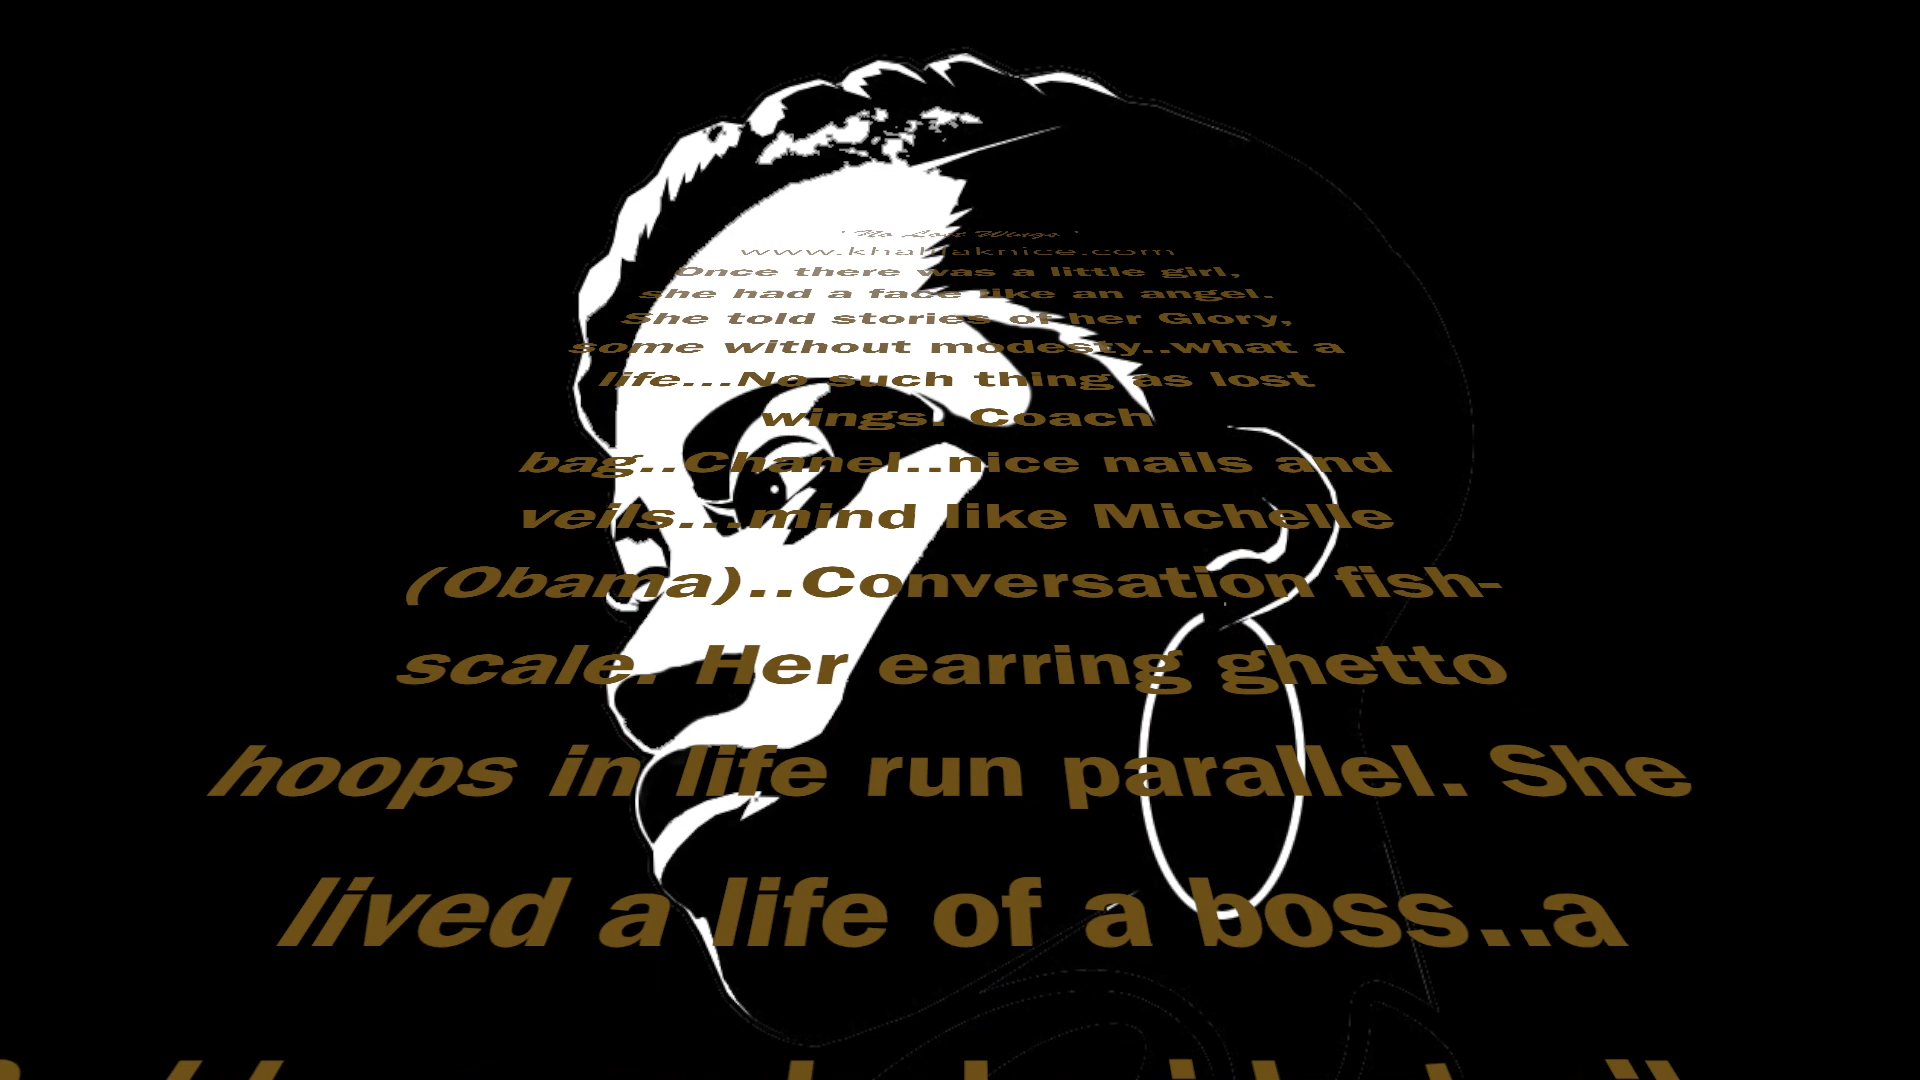 "No Lost Wings"
www.khalilaknice.com
Once there was a little girl,
she had a face like an angel.
She told stories of her Glory,
some without modesty..what a
life...No such thing as lost
wings. Coach
bag..Chanel..nice nails and
veils...mind like Michelle
(Obama)..Conversation fish-
scale. Her earring ghetto
hoops in life run parallel. She
lived a life of a boss..a